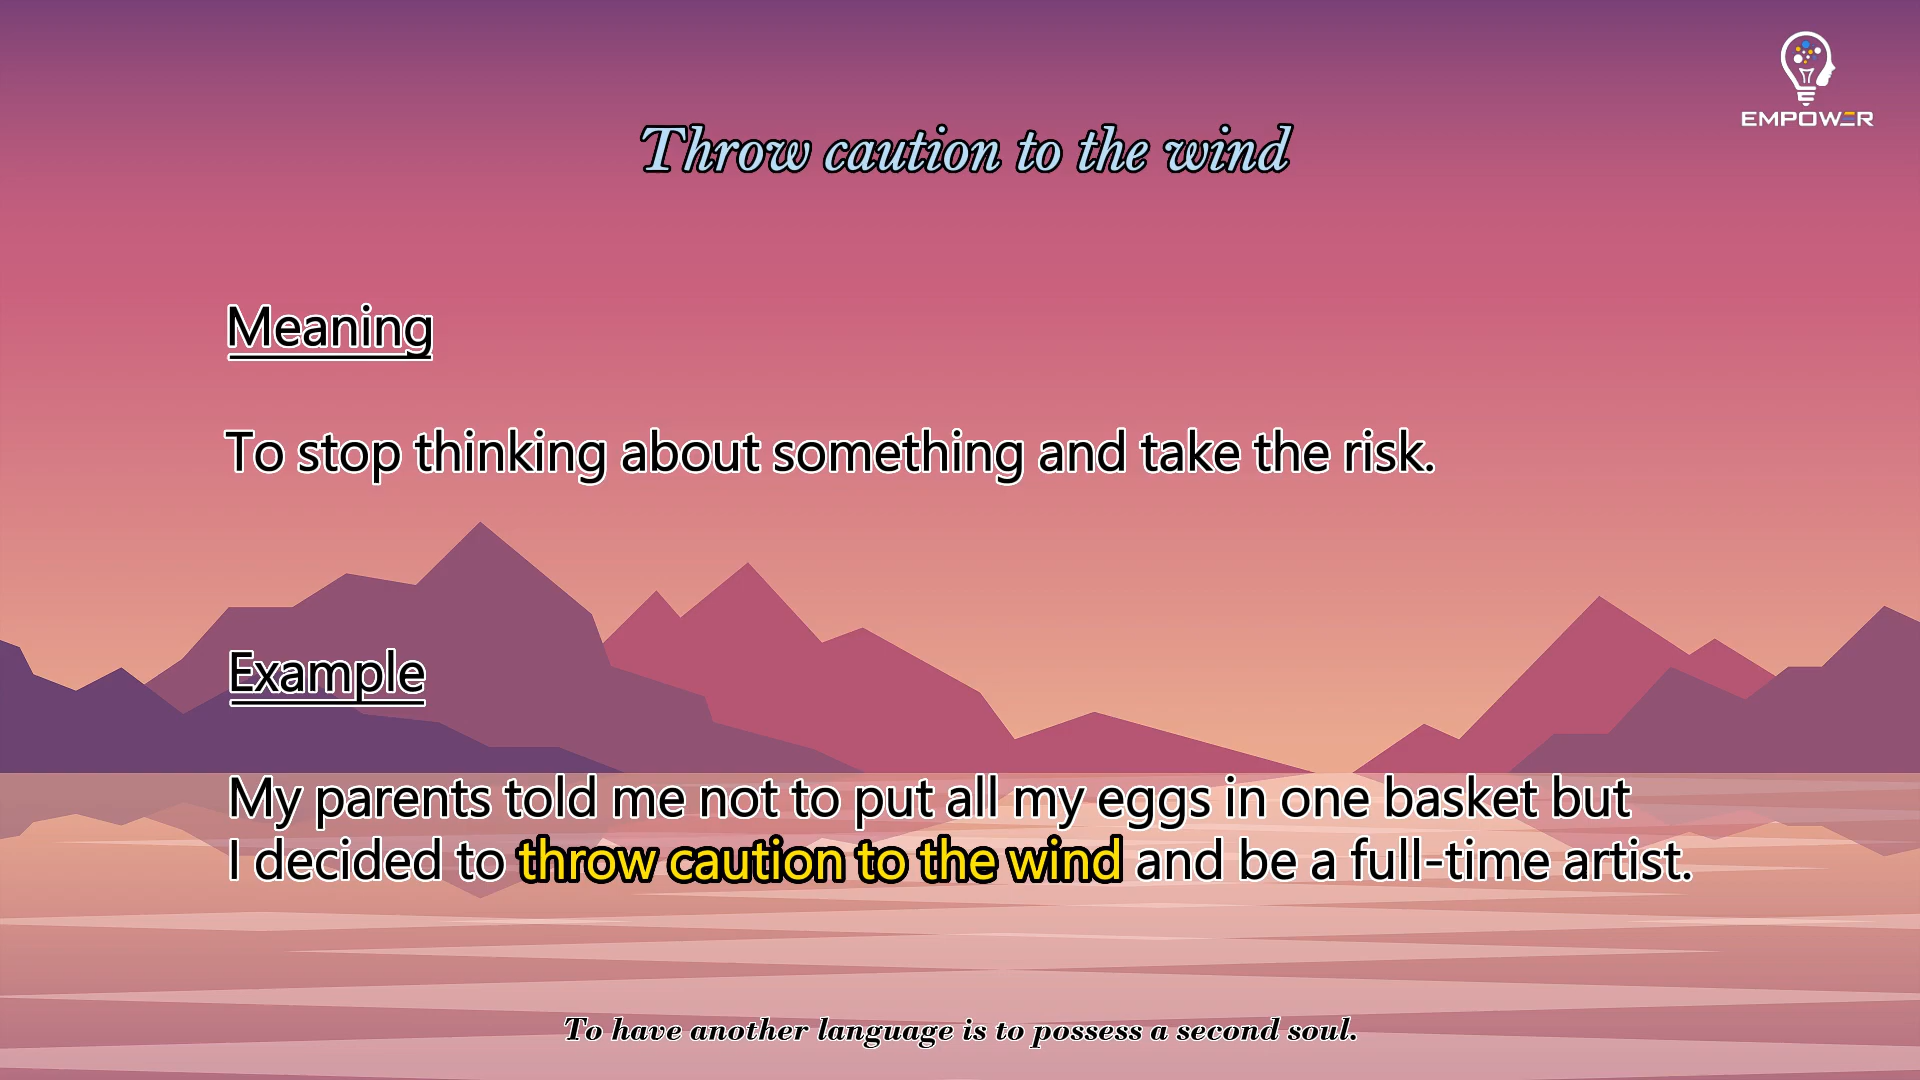 EMPOWER
Throw caution to the wind
Meaning
To stop thinking about something and take the risk.
Example
My parents told me not to put all my eggs in one basket but
I decided to throw caution to the wind and be a full-time artist.
To have another language is to possess a second soul.